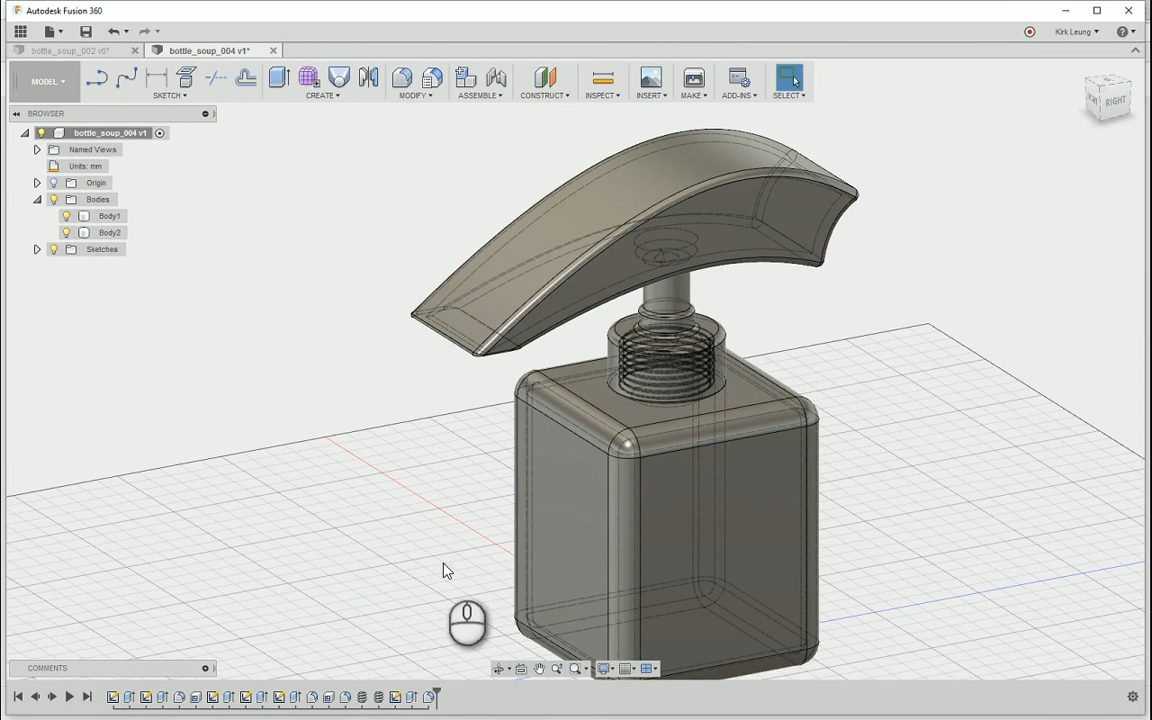 Autodesk Fusion 360
Kirk Leung
bottle_soup_002 v6*
bottle_soup_004 v1*
MODEL
SKETCH
CREATE
MODIFY
ASSEMBLE
CONSTRUCT
INSPECT
INSERT
MAKE
ADD-INS
SELECT
RIGHT
BROWSER
bottle_soup_004 v1
Named Views
Units: mm
Origin
Bodies
Body1
Body2
Sketches
COMMENTS